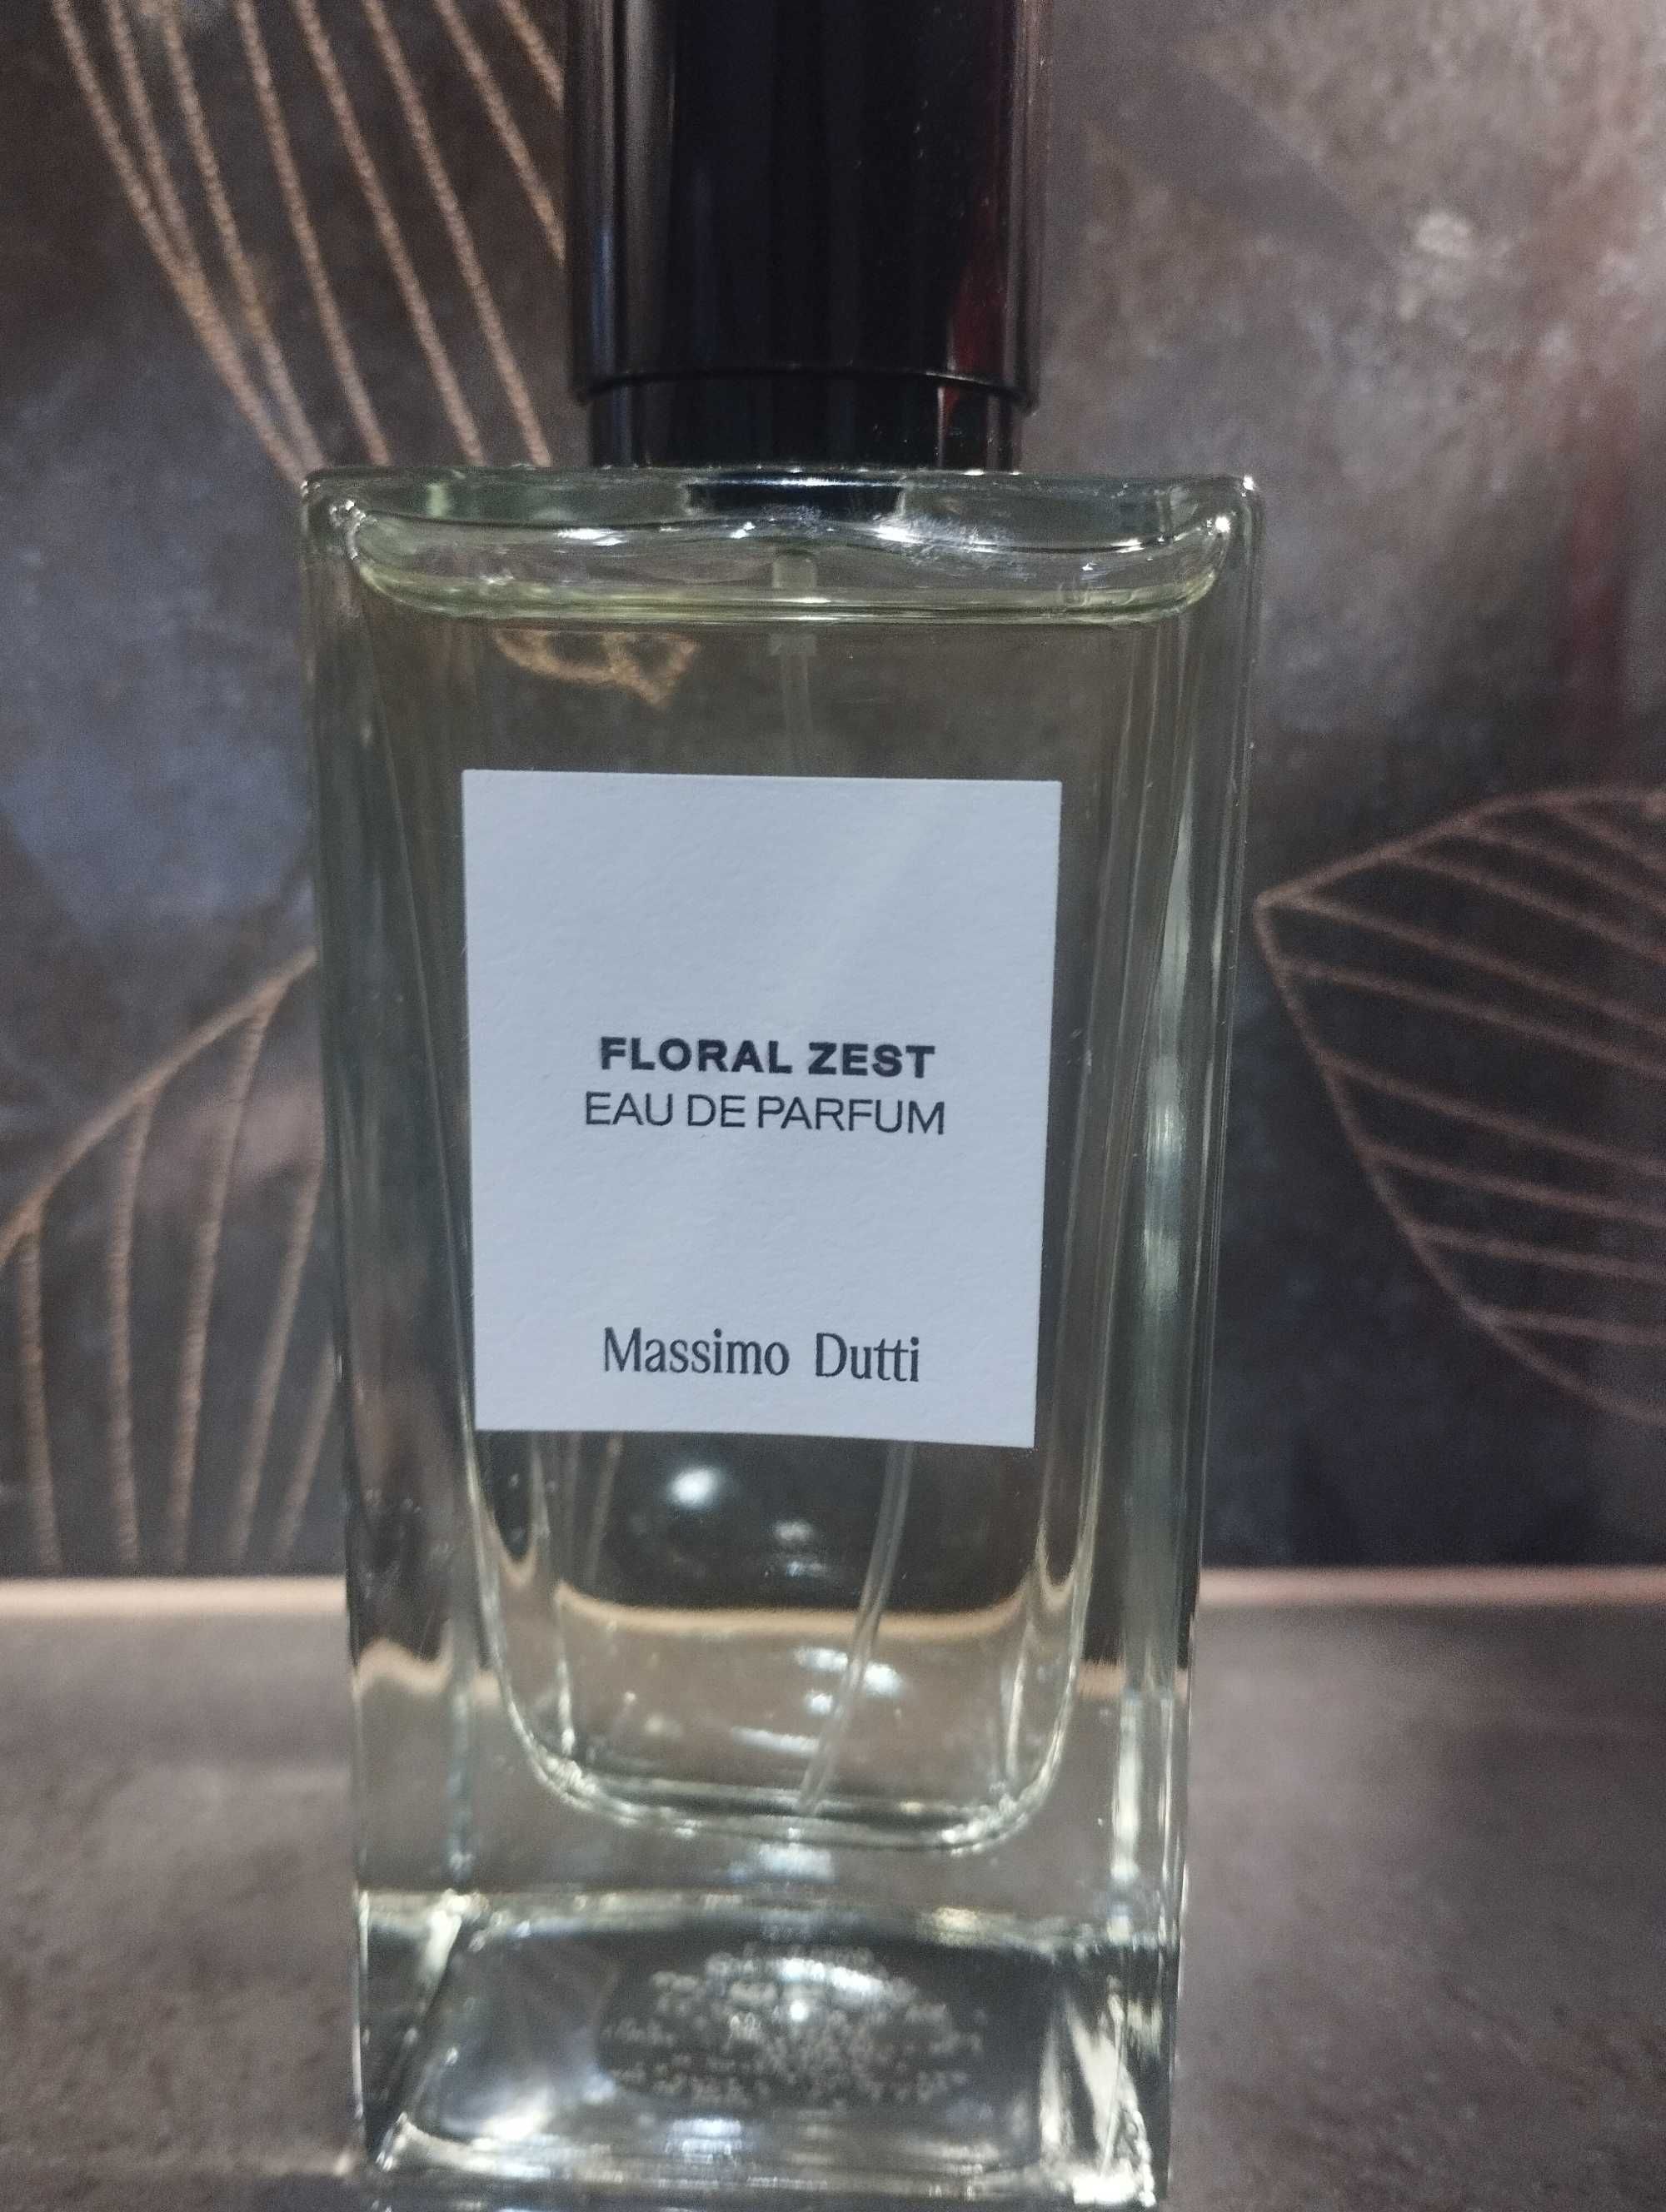 FLORAL ZEST
EAU DE PARFUM
Massimo Dutti